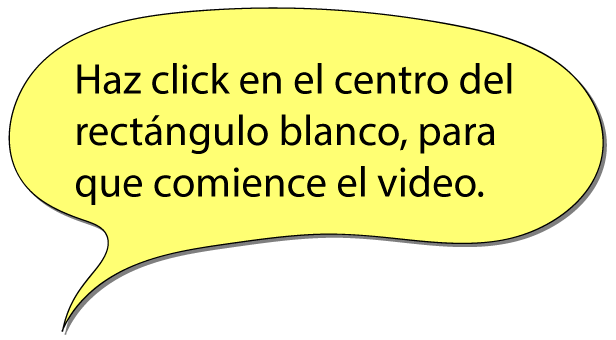 Haz click en el centro del
rectángulo blanco, para
que comience el video.